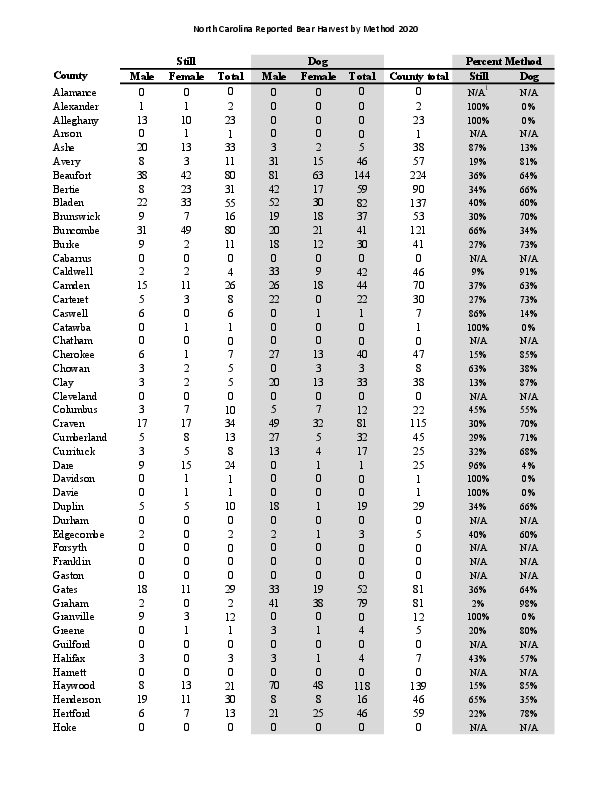 North Carolina Reported Bear Harvest by Method 2020
Still Dog Percent Method
County Male Female Total Male Female Total County total Still Dog
Alamance 0 0 0 0 0 0 0 N/A¹ N/A
Alexander 1 1 2 0 0 0 2 100% 0%
Alleghany 13 10 23 0 0 0 23 100% 0%
Anson 0 1 1 0 0 0 1 N/A N/A
Ashe 20 13 33 3 2 5 38 87% 13%
Avery 8 3 11 31 15 46 57 19% 81%
Beaufort 38 42 80 81 63 144 224 36% 64%
Bertie 8 23 31 42 17 59 90 34% 66%
Bladen 22 33 55 52 30 82 137 40% 60%
Brunswick 9 7 16 19 18 37 53 30% 70%
Buncombe 31 49 80 20 21 41 121 66% 34%
Burke 9 2 11 18 12 30 41 27% 73%
Cabarrus 0 0 0 0 0 0 0 N/A N/A
Caldwell 2 2 4 33 9 42 46 9% 91%
Camden 15 11 26 26 18 44 70 37% 63%
Carteret 5 3 8 22 0 22 30 27% 73%
Caswell 6 0 6 0 1 1 7 86% 14%
Catawba 0 1 1 0 0 0 1 100% 0%
Chatham 0 0 0 0 0 0 0 N/A N/A
Cherokee 6 1 7 27 13 40 47 15% 85%
Chowan 3 2 5 0 3 3 8 63% 38%
Clay 3 2 5 20 13 33 38 13% 87%
Cleveland 0 0 0 0 0 0 0 N/A N/A
Columbus 3 7 10 5 7 12 22 45% 55%
Craven 17 17 34 49 32 81 115 30% 70%
Cumberland 5 8 13 27 5 32 45 29% 71%
Currituck 3 5 8 13 4 17 25 32% 68%
Dare 9 15 24 0 1 1 25 96% 4%
Davidson 0 1 1 0 0 0 1 100% 0%
Davie 0 1 1 0 0 0 1 100% 0%
Duplin 5 5 10 18 1 19 29 34% 66%
Durham 0 0 0 0 0 0 0 N/A N/A
Edgecombe 2 0 2 2 1 3 5 40% 60%
Forsyth 0 0 0 0 0 0 0 N/A N/A
Franklin 0 0 0 0 0 0 0 N/A N/A
Gaston 0 0 0 0 0 0 0 N/A N/A
Gates 18 11 29 33 19 52 81 36% 64%
Graham 2 0 2 41 38 79 81 2% 98%
Granville 9 3 12 0 0 0 12 100% 0%
Greene 0 1 1 3 1 4 5 20% 80%
Guilford 0 0 0 0 0 0 0 N/A N/A
Halifax 3 0 3 3 1 4 7 43% 57%
Harnett 0 0 0 0 0 0 0 N/A N/A
Haywood 8 13 21 70 48 118 139 15% 85%
Henderson 19 11 30 8 8 16 46 65% 35%
Hertford 6 7 13 21 25 46 59 22% 78%
Hoke 0 0 0 0 0 0 0 N/A N/A